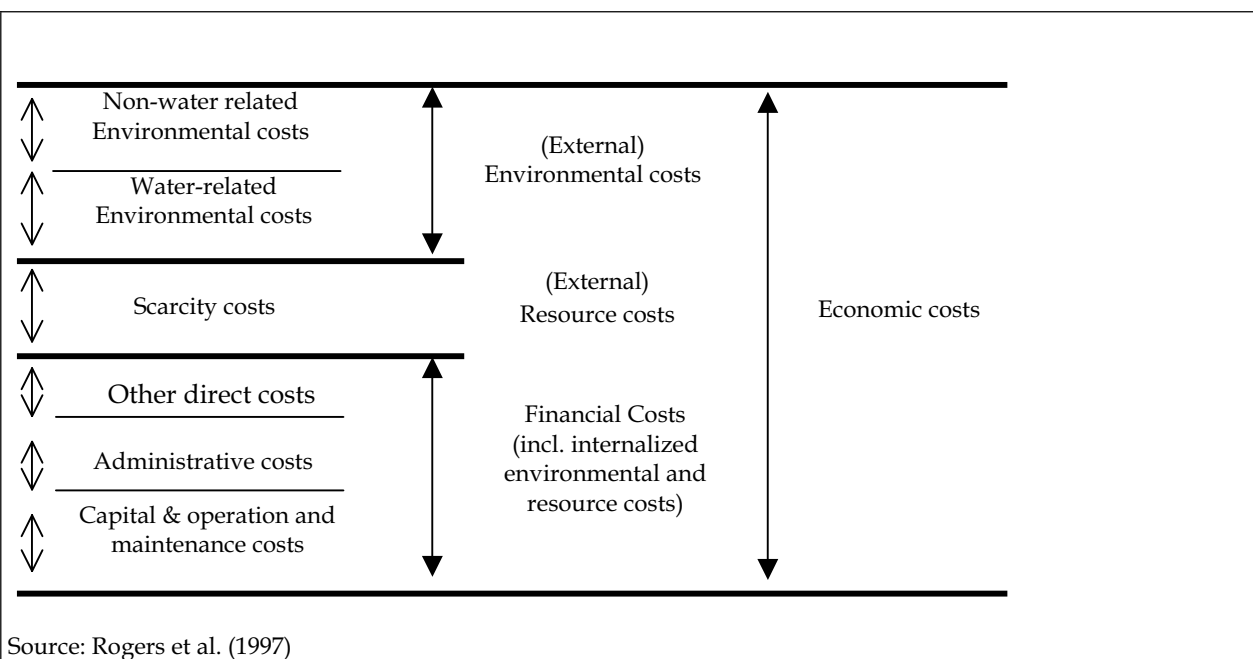 Non-water related
Environmental costs
Water-related
Environmental costs
(External)
Environmental costs
Scarcity costs
(External)
Resource costs
Economic costs
Other direct costs
Administrative costs
Capital & operation and
maintenance costs
Financial Costs
(incl. internalized
environmental and
resource costs)
Source: Rogers et al. (1997)